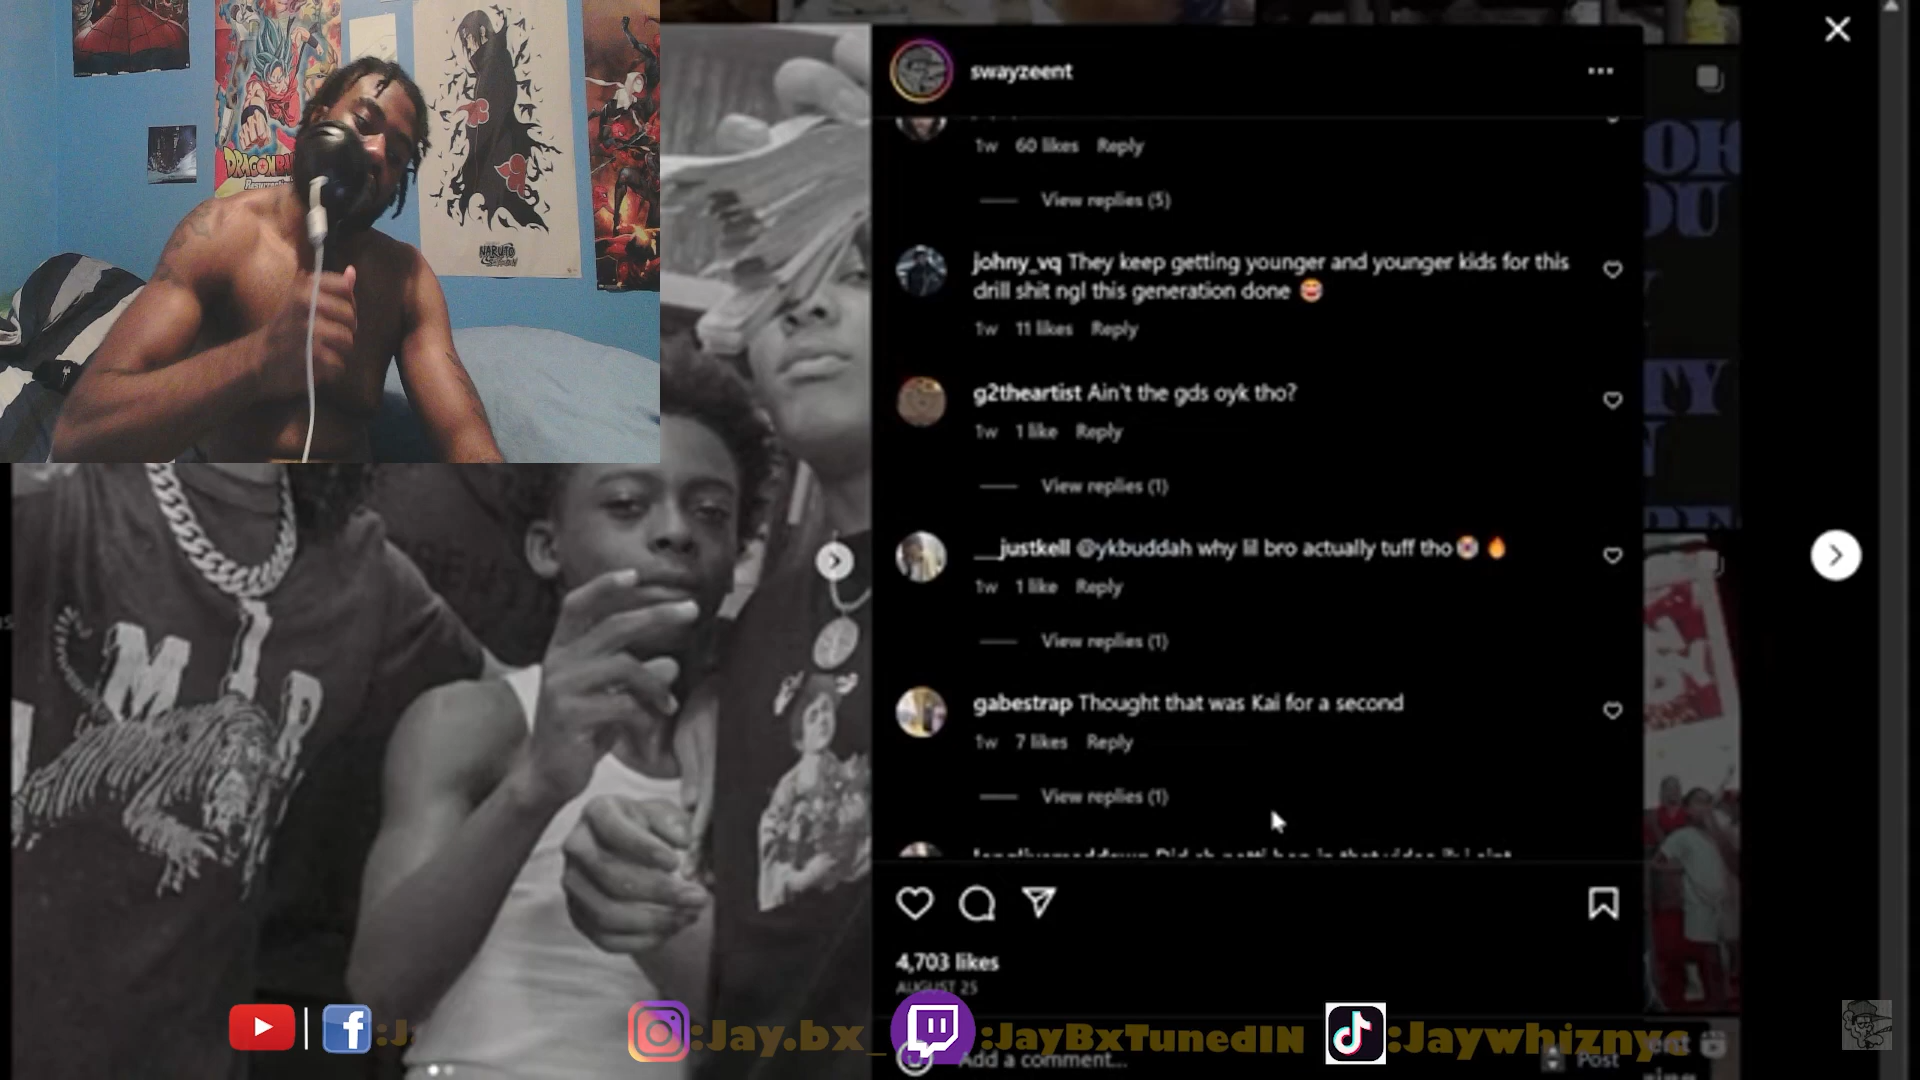 swayzeent
1w 60 likes Reply
View replies (5)
johny_vq They keep getting younger and younger kids for this
drill shit ngl this generation done 😄
1w 11 likes Reply
g2theartist Ain't the gds oyk tho?
1w 1 like Reply
View replies (1)
__justkell @ykbuddah why lil bro actually tuff tho 🔥
1w 1 like Reply
View replies (1)
gabestrap Thought that was Kai for a second
1w 7 likes Reply
View replies (1)
4,703 likes
AUGUST 25
Add a comment...
Post
:J
:Jay.bx_
:JayBxTunedIN
:Jaywhiznyc
DRAGON
NARUTO